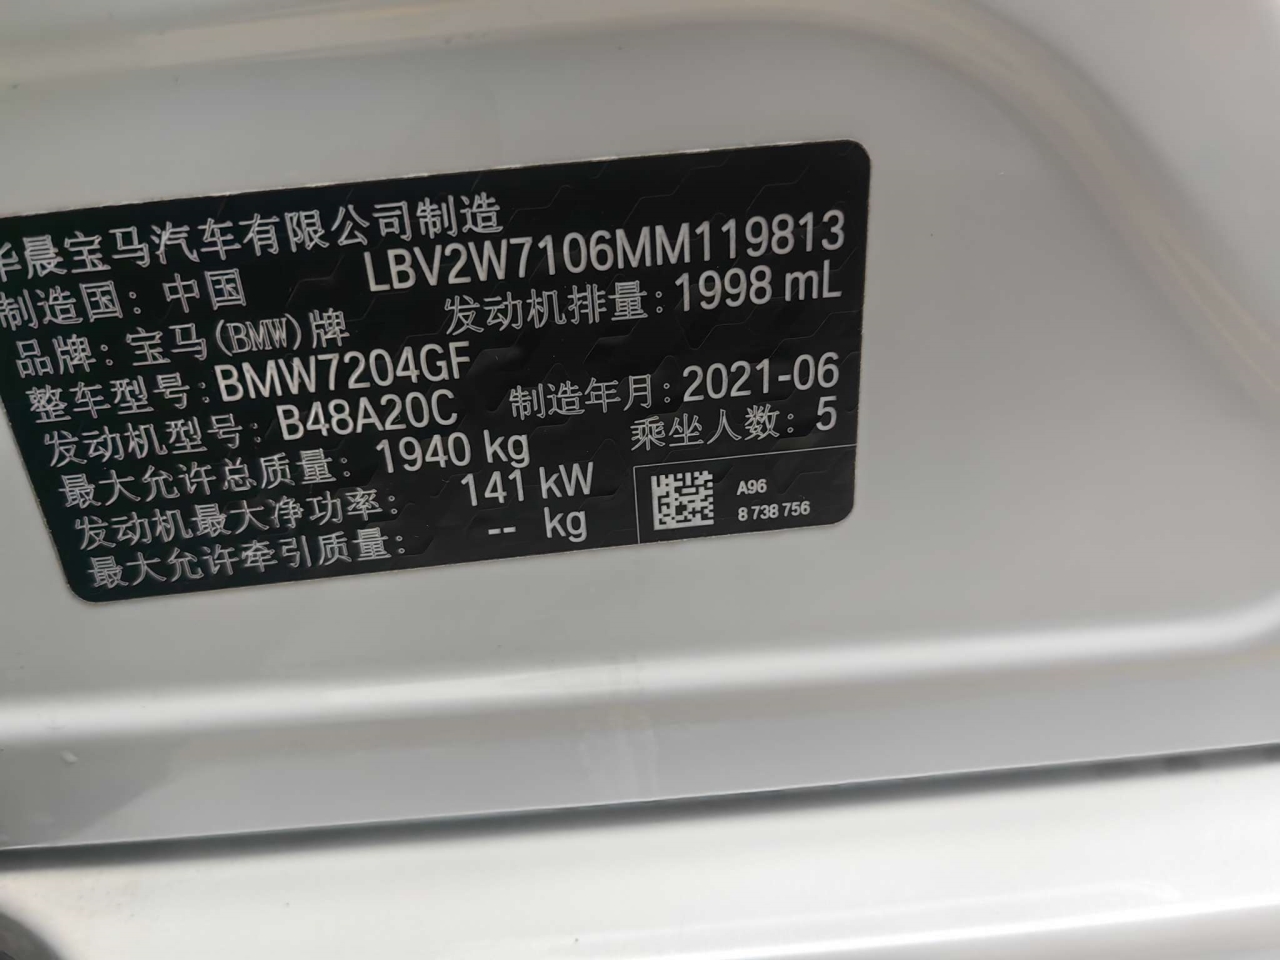 华晨宝马汽车有限公司制造
制造国：中国 LBV2W7106MM119813
品牌：宝马(BMW)牌 发动机排量：1998 mL
整车型号：BMW7204GF
发动机型号：B48A20C 制造年月：2021-06
最大允许总质量：1940 kg 乘坐人数：5
发动机最大净功率：141 kW
最大允许牵引质量：-- kg
A96
8 738 756